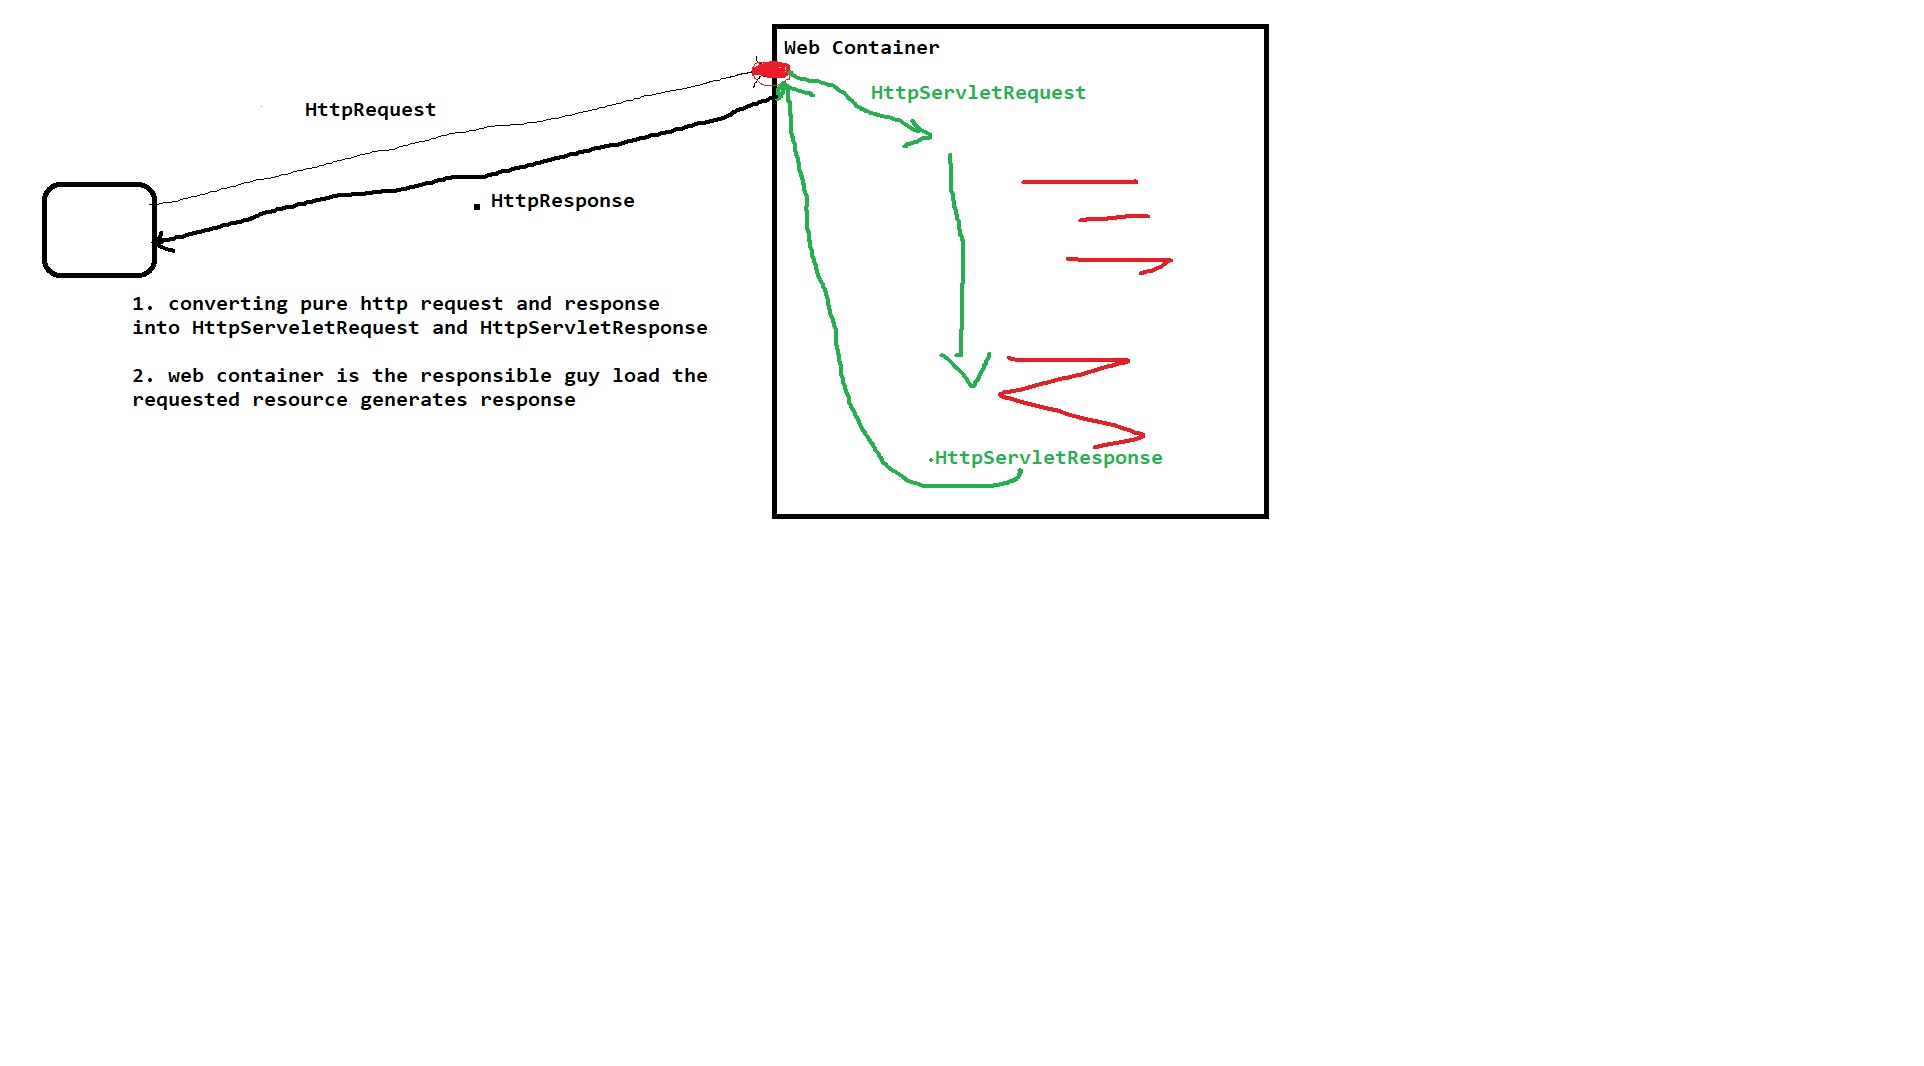 Web Container
HttpServletRequest
HttpRequest
HttpResponse
1. converting pure http request and response
into HttpServeletRequest and HttpServletResponse
2. web container is the responsible guy load the
requested resource generates response
.HttpServletResponse